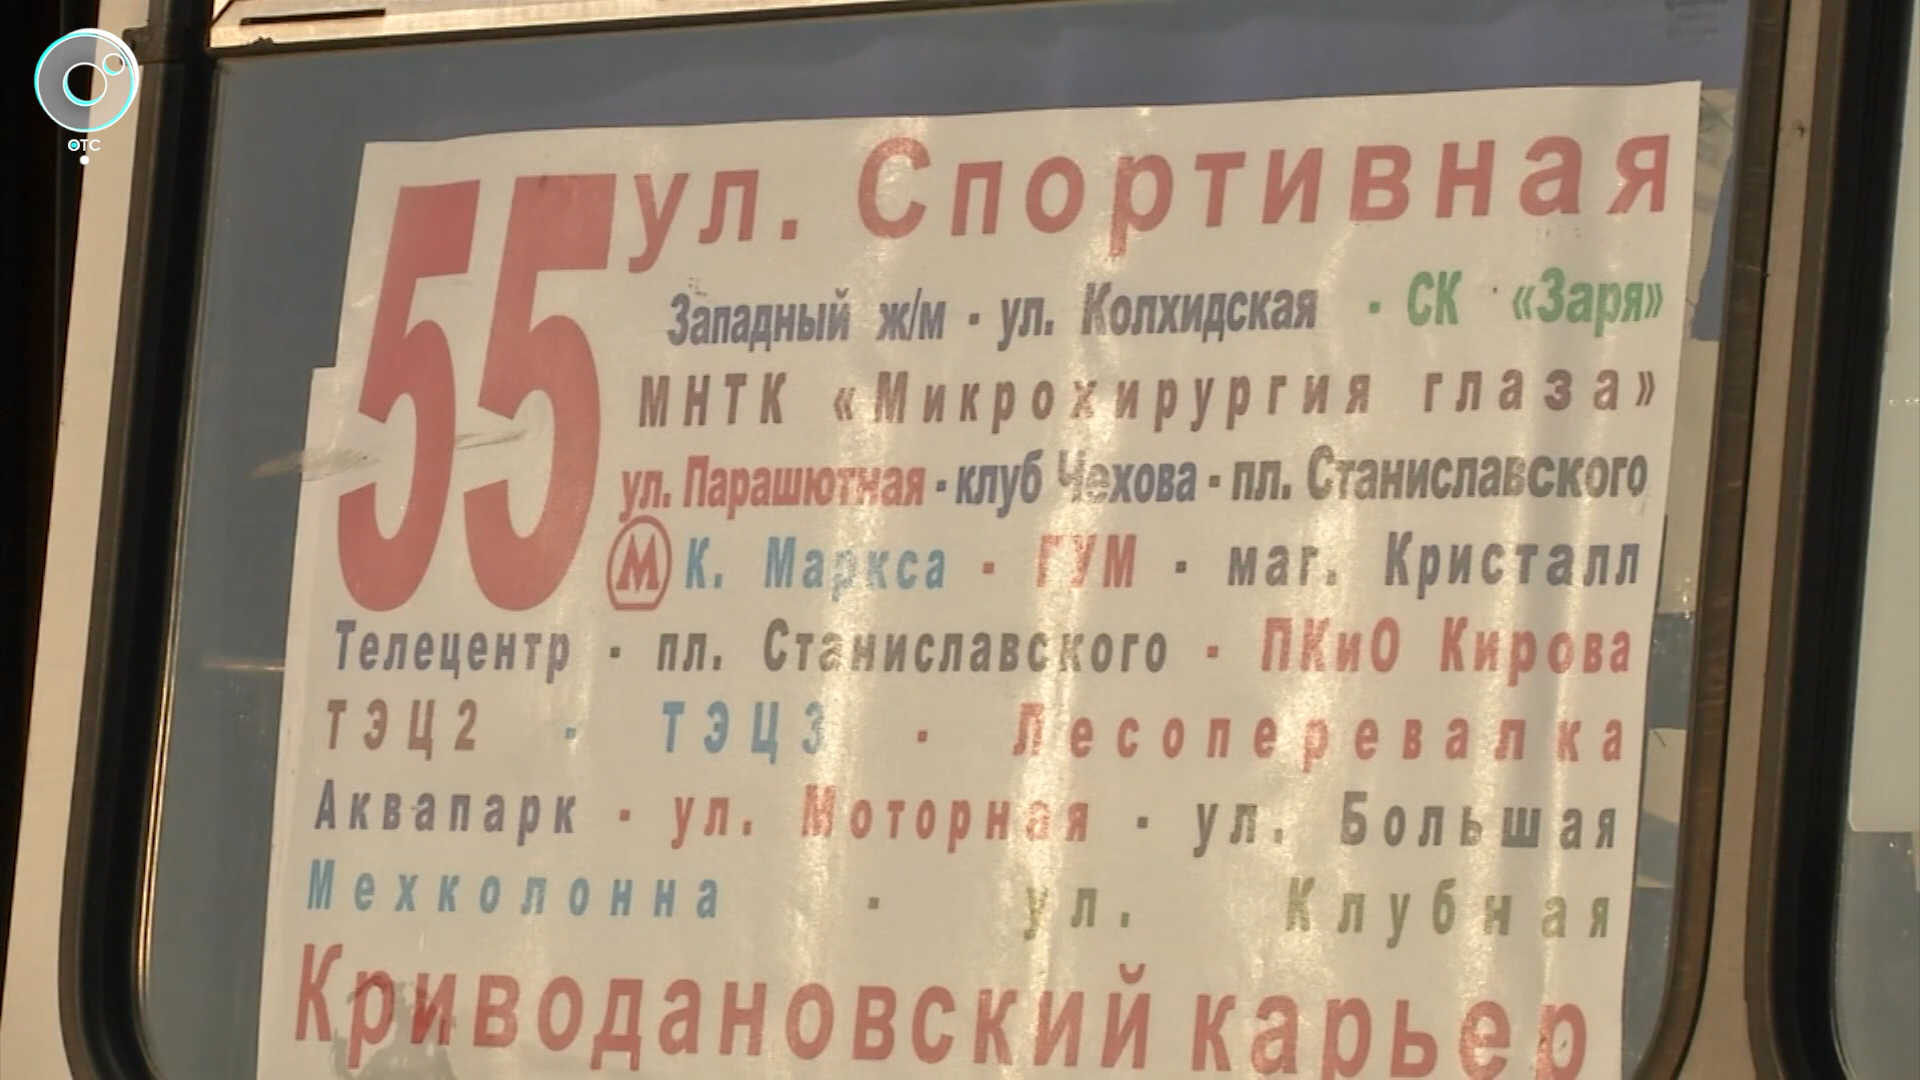 ОТС
55 ул. Спортивная
Западный ж/м - ул. Колхидская - СК «Заря»
МНТК «Микрохирургия глаза»
ул. Парашютная - клуб Чехова - пл. Станиславского
М К. Маркса - ГУМ - маг. Кристалл
Телецентр - пл. Станиславского - ПКиО Кирова
ТЭЦ2 - ТЭЦ3 - Лесоперевалка
Аквапарк - ул. Моторная - ул. Большая
Мехколонна - ул. Клубная
Криводановский карьер